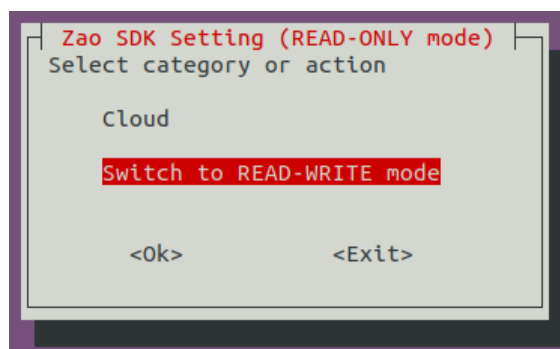 Zao SDK Setting (READ-ONLY mode)
Select category or action
Cloud
Switch to READ-WRITE mode
<Ok> <Exit>